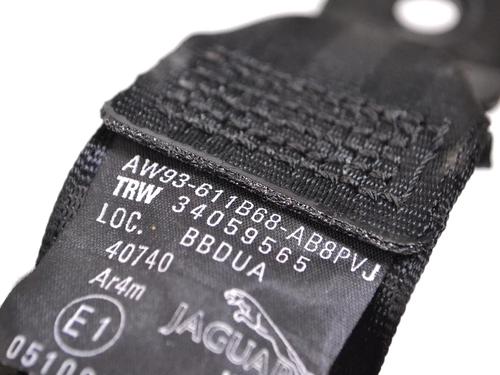 AW93-611B68-AB8PVJ
TRW 34059565
LOC. BBDUA
40740
Ar4m
E1 JAGUAR